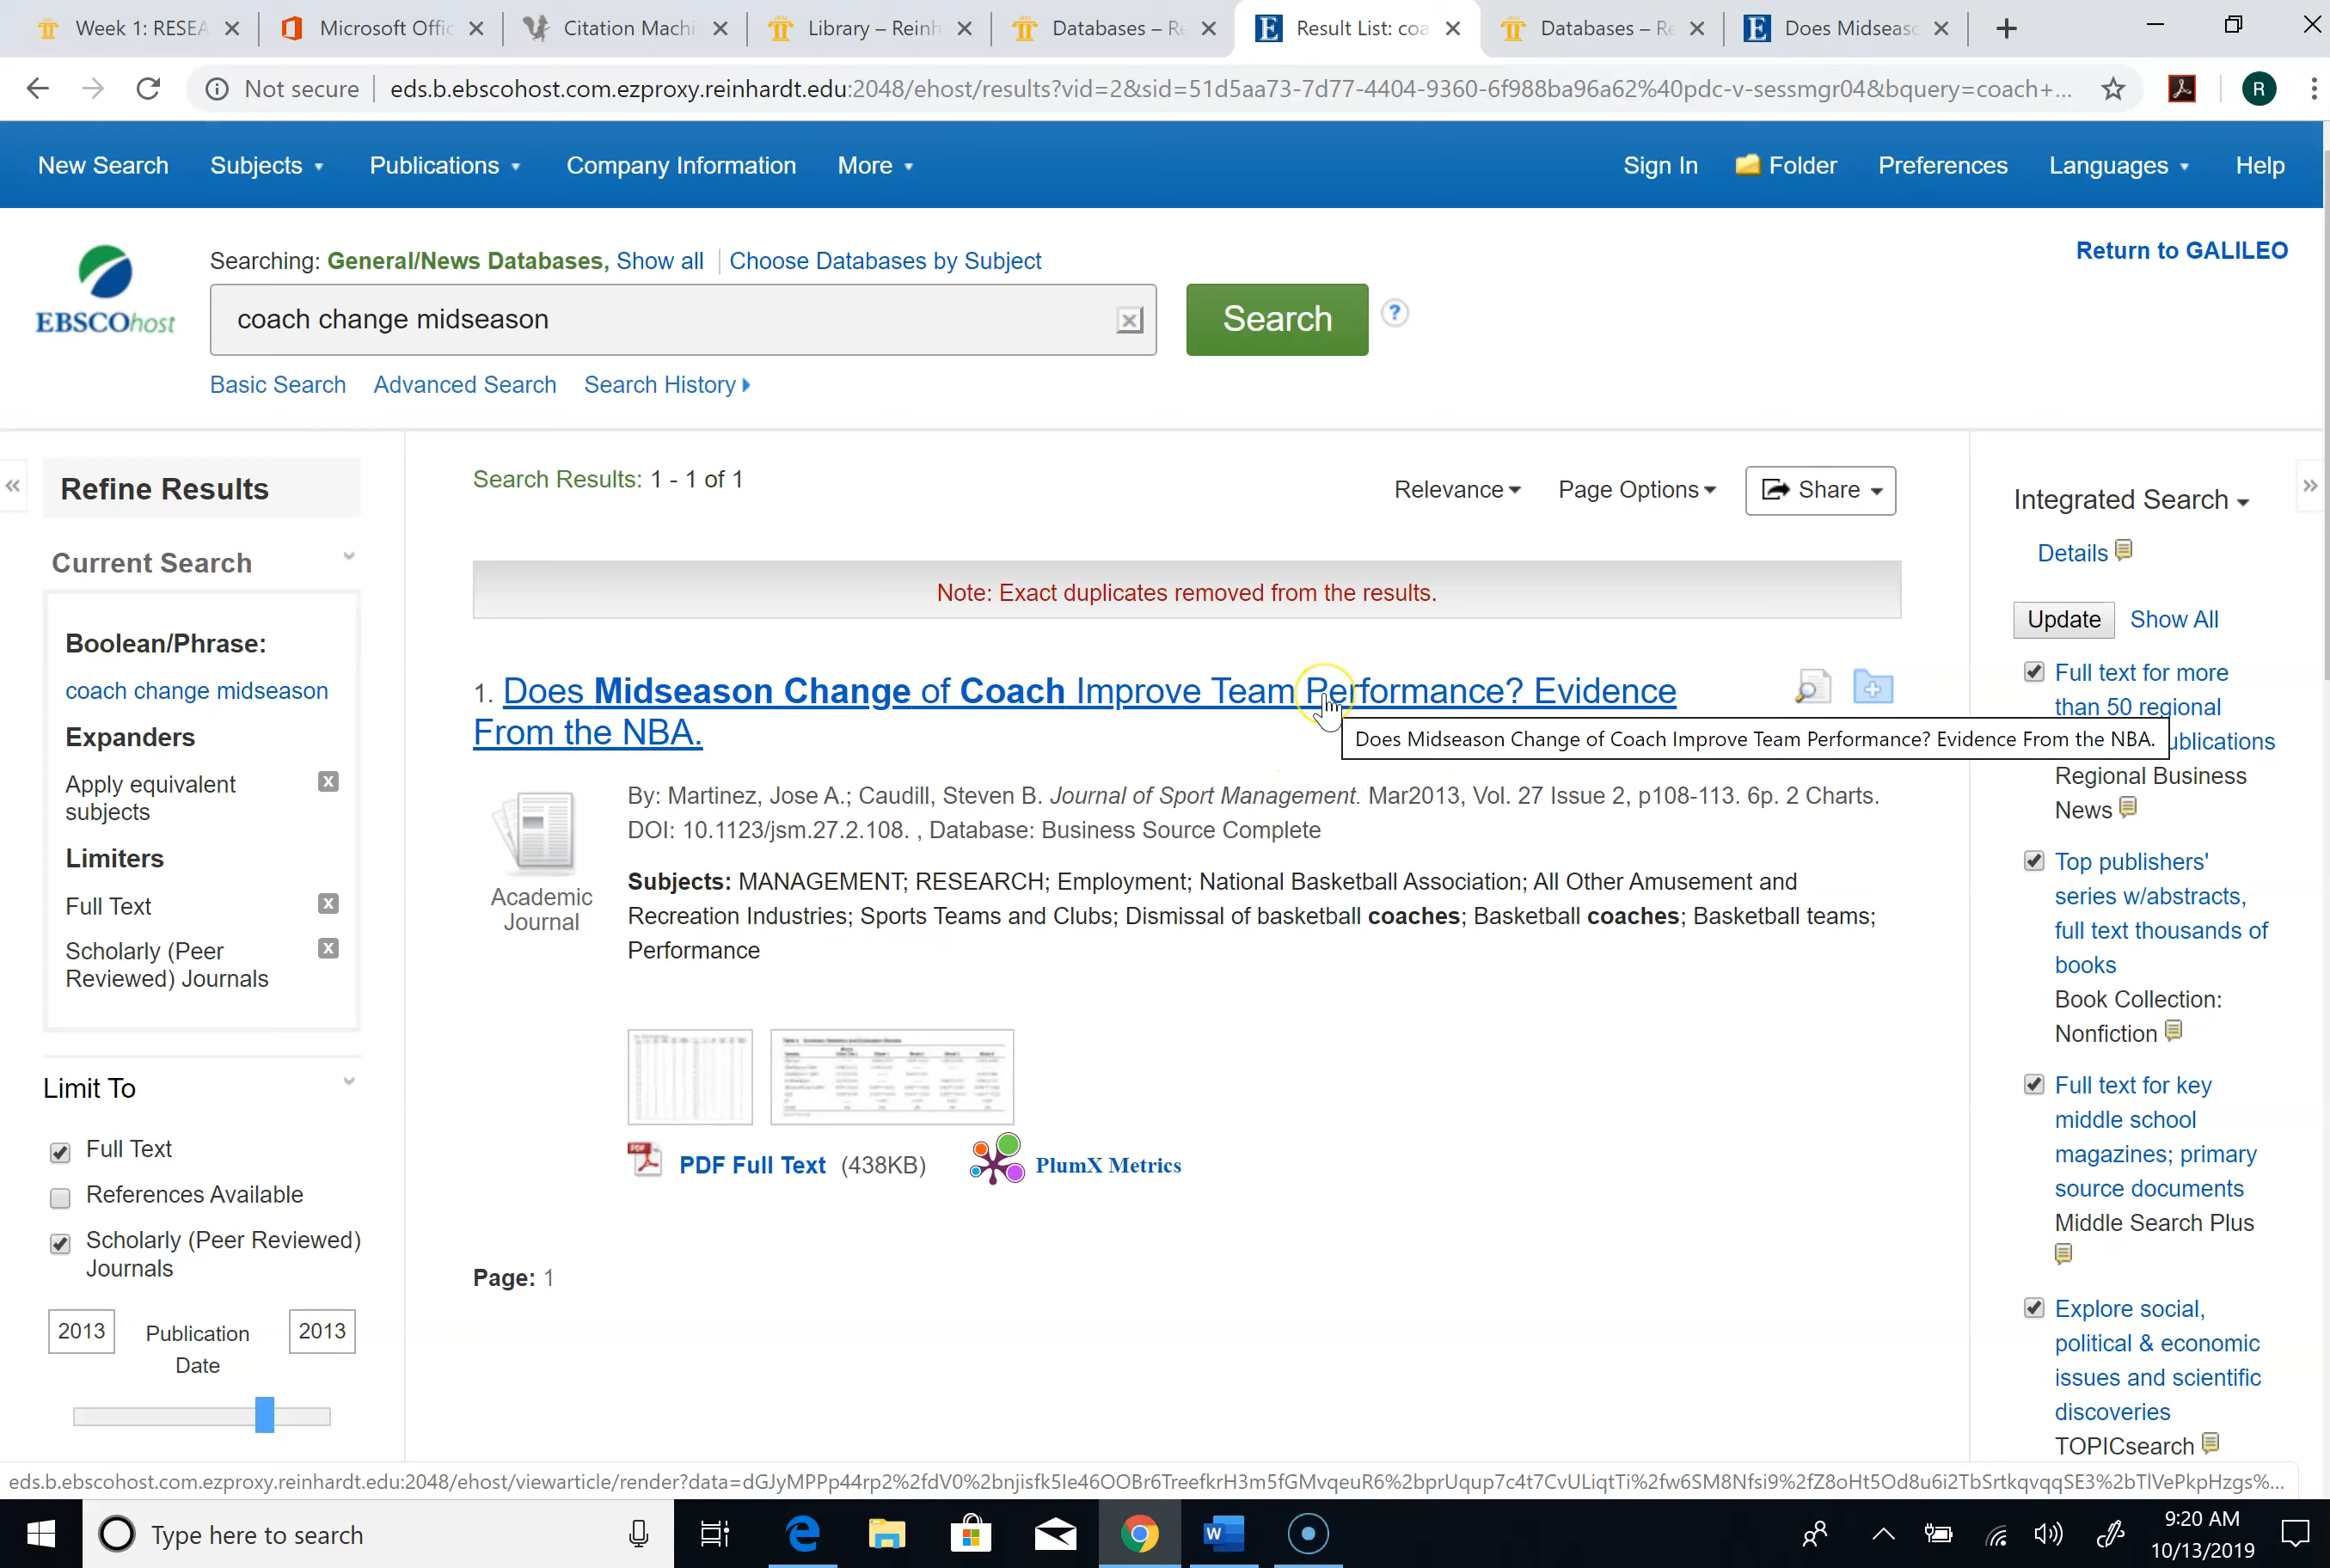 Week 1: RESEA
Microsoft Offic
Citation Machi
Library – Reinh
Databases – Re
Result List: coa
Databases – Re
Does Midseaso
Not secure
eds.b.ebscohost.com.ezproxy.reinhardt.edu:2048/ehost/results?vid=2&sid=51d5aa73-7d77-4404-9360-6f988ba96a62%40pdc-v-sessmgr04&bquery=coach+...
R
New Search Subjects Publications Company Information More Sign In Folder Preferences Languages Help
EBSCOhost
Searching: General/News Databases, Show all Choose Databases by Subject
Return to GALILEO
coach change midseason
Search
?
Basic Search Advanced Search Search History
Refine Results
Current Search
Boolean/Phrase:
coach change midseason
Expanders
Apply equivalent
subjects
Limiters
Full Text
Scholarly (Peer
Reviewed) Journals
Limit To
Full Text
References Available
Scholarly (Peer Reviewed)
Journals
2013 Publication 2013
Date
Search Results: 1 - 1 of 1
Relevance Page Options Share
Note: Exact duplicates removed from the results.
1. Does Midseason Change of Coach Improve Team Performance? Evidence
From the NBA.
Does Midseason Change of Coach Improve Team Performance? Evidence From the NBA.
Academic
Journal
By: Martinez, Jose A.; Caudill, Steven B. Journal of Sport Management. Mar2013, Vol. 27 Issue 2, p108-113. 6p. 2 Charts.
DOI: 10.1123/jsm.27.2.108. , Database: Business Source Complete
Subjects: MANAGEMENT; RESEARCH; Employment; National Basketball Association; All Other Amusement and
Recreation Industries; Sports Teams and Clubs; Dismissal of basketball coaches; Basketball coaches; Basketball teams;
Performance
PDF Full Text (438KB)
PlumX Metrics
Page: 1
Integrated Search
Details
Update Show All
Full text for more
than 50 regional
ublications
Regional Business
News
Top publishers'
series w/abstracts,
full text thousands of
books
Book Collection:
Nonfiction
Full text for key
middle school
magazines; primary
source documents
Middle Search Plus
Explore social,
political & economic
issues and scientific
discoveries
TOPICsearch
Type here to search
9:20 AM
10/13/2019